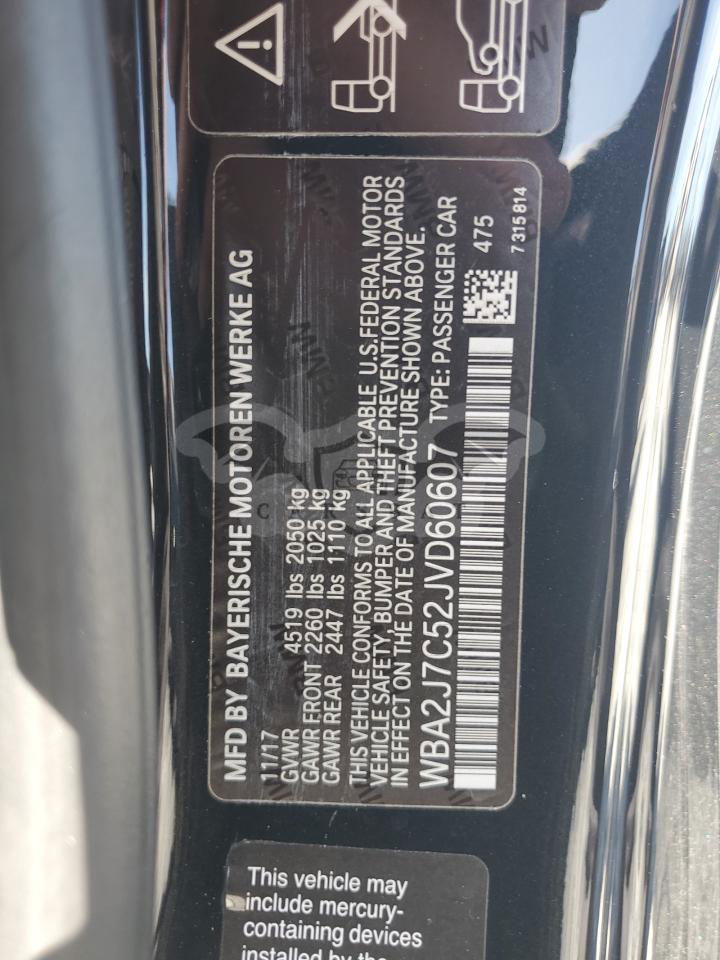 MFD BY BAYERISCHE MOTOREN WERKE AG
11/17
GVWR 4519 lbs 2050 kg
GAWR FRONT 2260 lbs 1025 kg
GAWR REAR 2447 lbs 1110 kg
THIS VEHICLE CONFORMS TO ALL APPLICABLE U.S.FEDERAL MOTOR
VEHICLE SAFETY, BUMPER AND THEFT PREVENTION STANDARDS
IN EFFECT ON THE DATE OF MANUFACTURE SHOWN ABOVE.
WBA2J7C52JVD60607 TYPE: PASSENGER CAR
475
7 315 814
This vehicle may
include mercury-
containing devices
installed by the